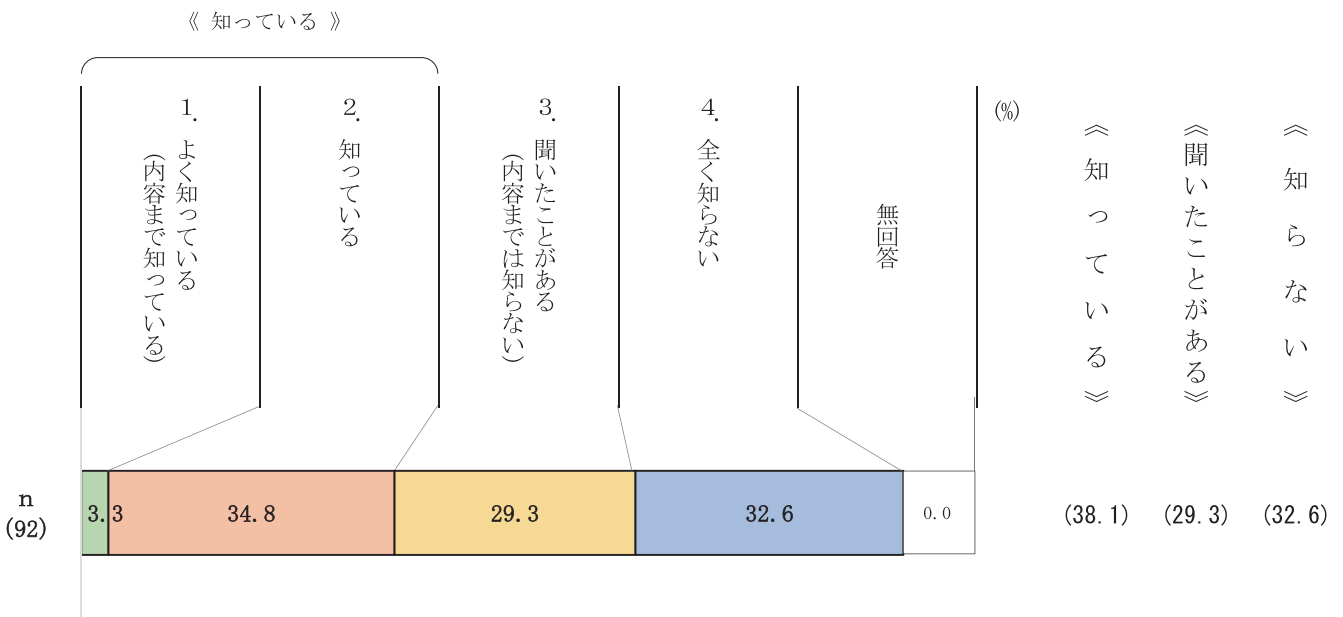 《 知っている 》
1. よく知っている
(内容まで知っている)
2. 知っている
3. 聞いたことがある
(内容までは知らない)
4. 全く知らない
無回答
(%)
《知っている》
《聞いたことがある》
《知らない》
n
(92)
3.3
34.8
29.3
32.6
0.0
(38.1)
(29.3)
(32.6)